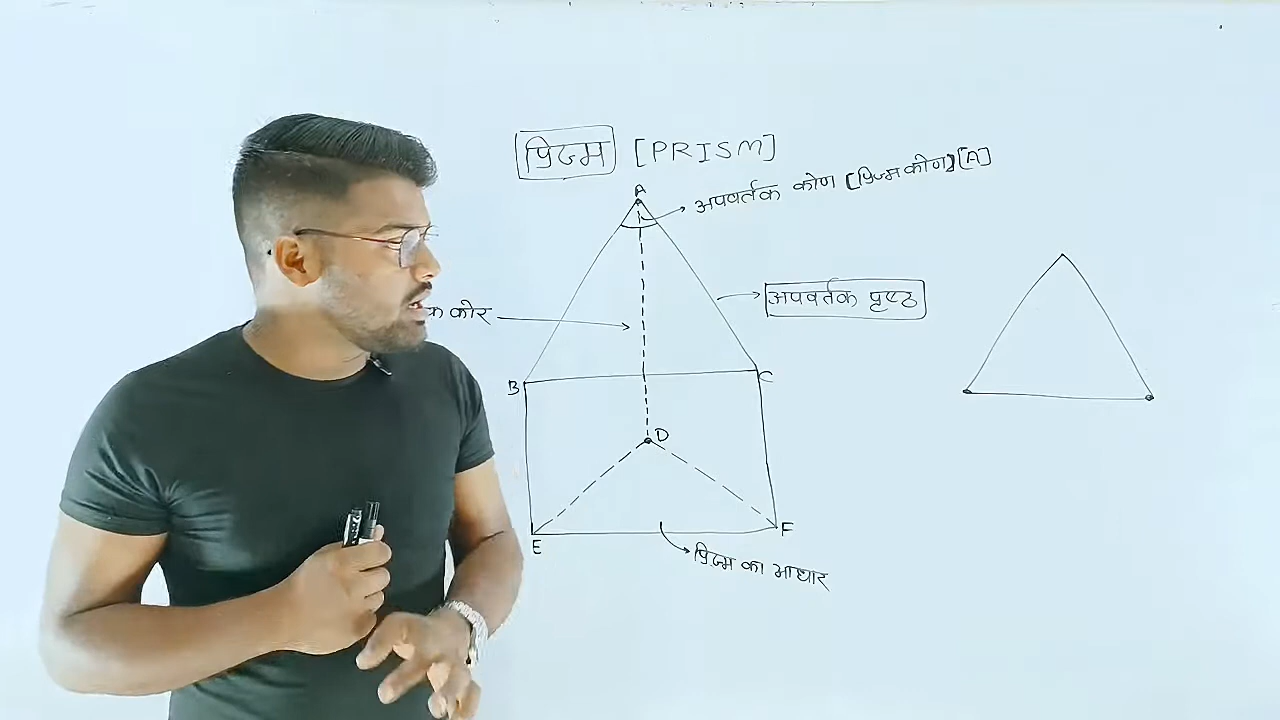 प्रिज्म [PRISM]
A
अपवर्तक कोण [प्रिज्म कोण] [A]
अपवर्तक पृष्ठ
क कोर
B
C
D
E
F
प्रिज्म का आधार